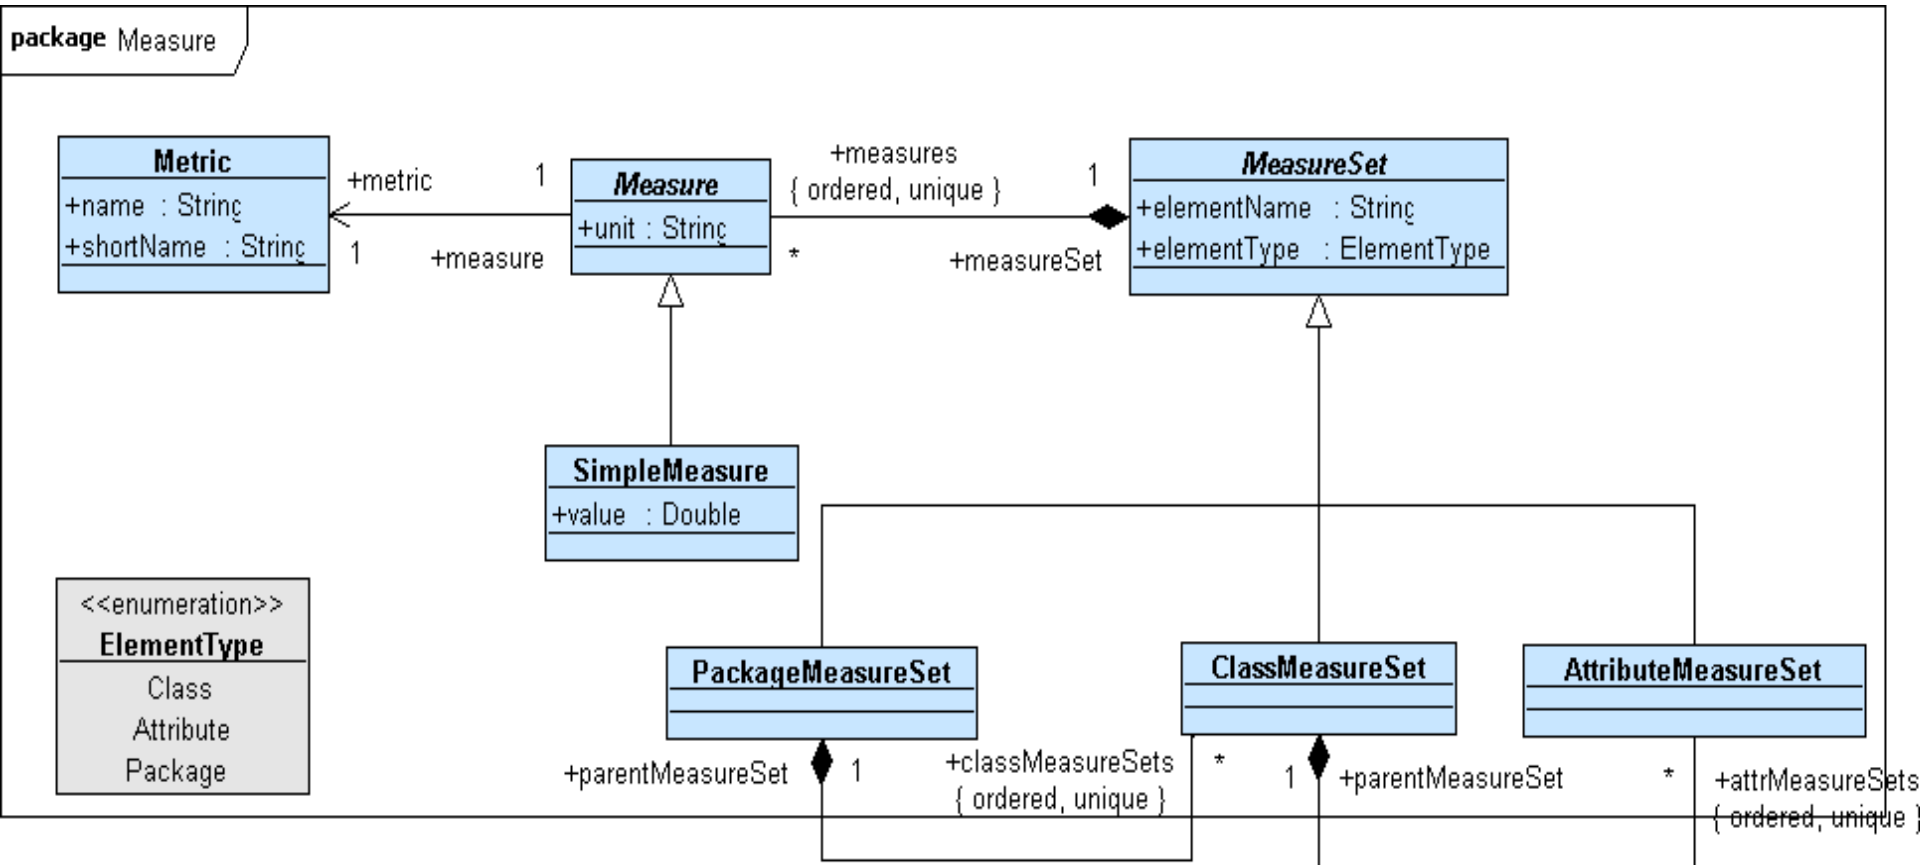 package Measure
Metric
+name : String
+shortName : String
+metric
1
1
+measure
Measure
+unit : String
+measures
{ ordered, unique }
*
1
+measureSet
MeasureSet
+elementName : String
+elementType : ElementType
SimpleMeasure
+value : Double
<<enumeration>>
ElementType
Class
Attribute
Package
PackageMeasureSet
ClassMeasureSet
AttributeMeasureSet
+parentMeasureSet
1
+classMeasureSets
{ ordered, unique }
*
1
+parentMeasureSet
*
+attrMeasureSets
{ ordered, unique }